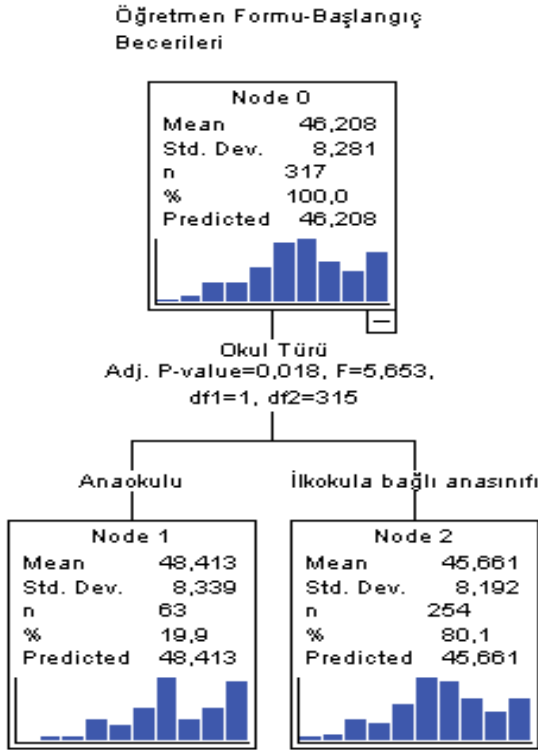 Öğretmen Formu-Başlangıç
Becerileri
Node 0
Mean 46,208
Std. Dev. 8,281
n 317
% 100,0
Predicted 46,208
Okul Türü
Adj. P-value=0,018, F=5,653,
df1=1, df2=315
Anaokulu
Node 1
Mean 48,413
Std. Dev. 8,339
n 63
% 19,9
Predicted 48,413
İlkokula bağlı anasınıfı
Node 2
Mean 45,661
Std. Dev. 8,192
n 254
% 80,1
Predicted 45,661